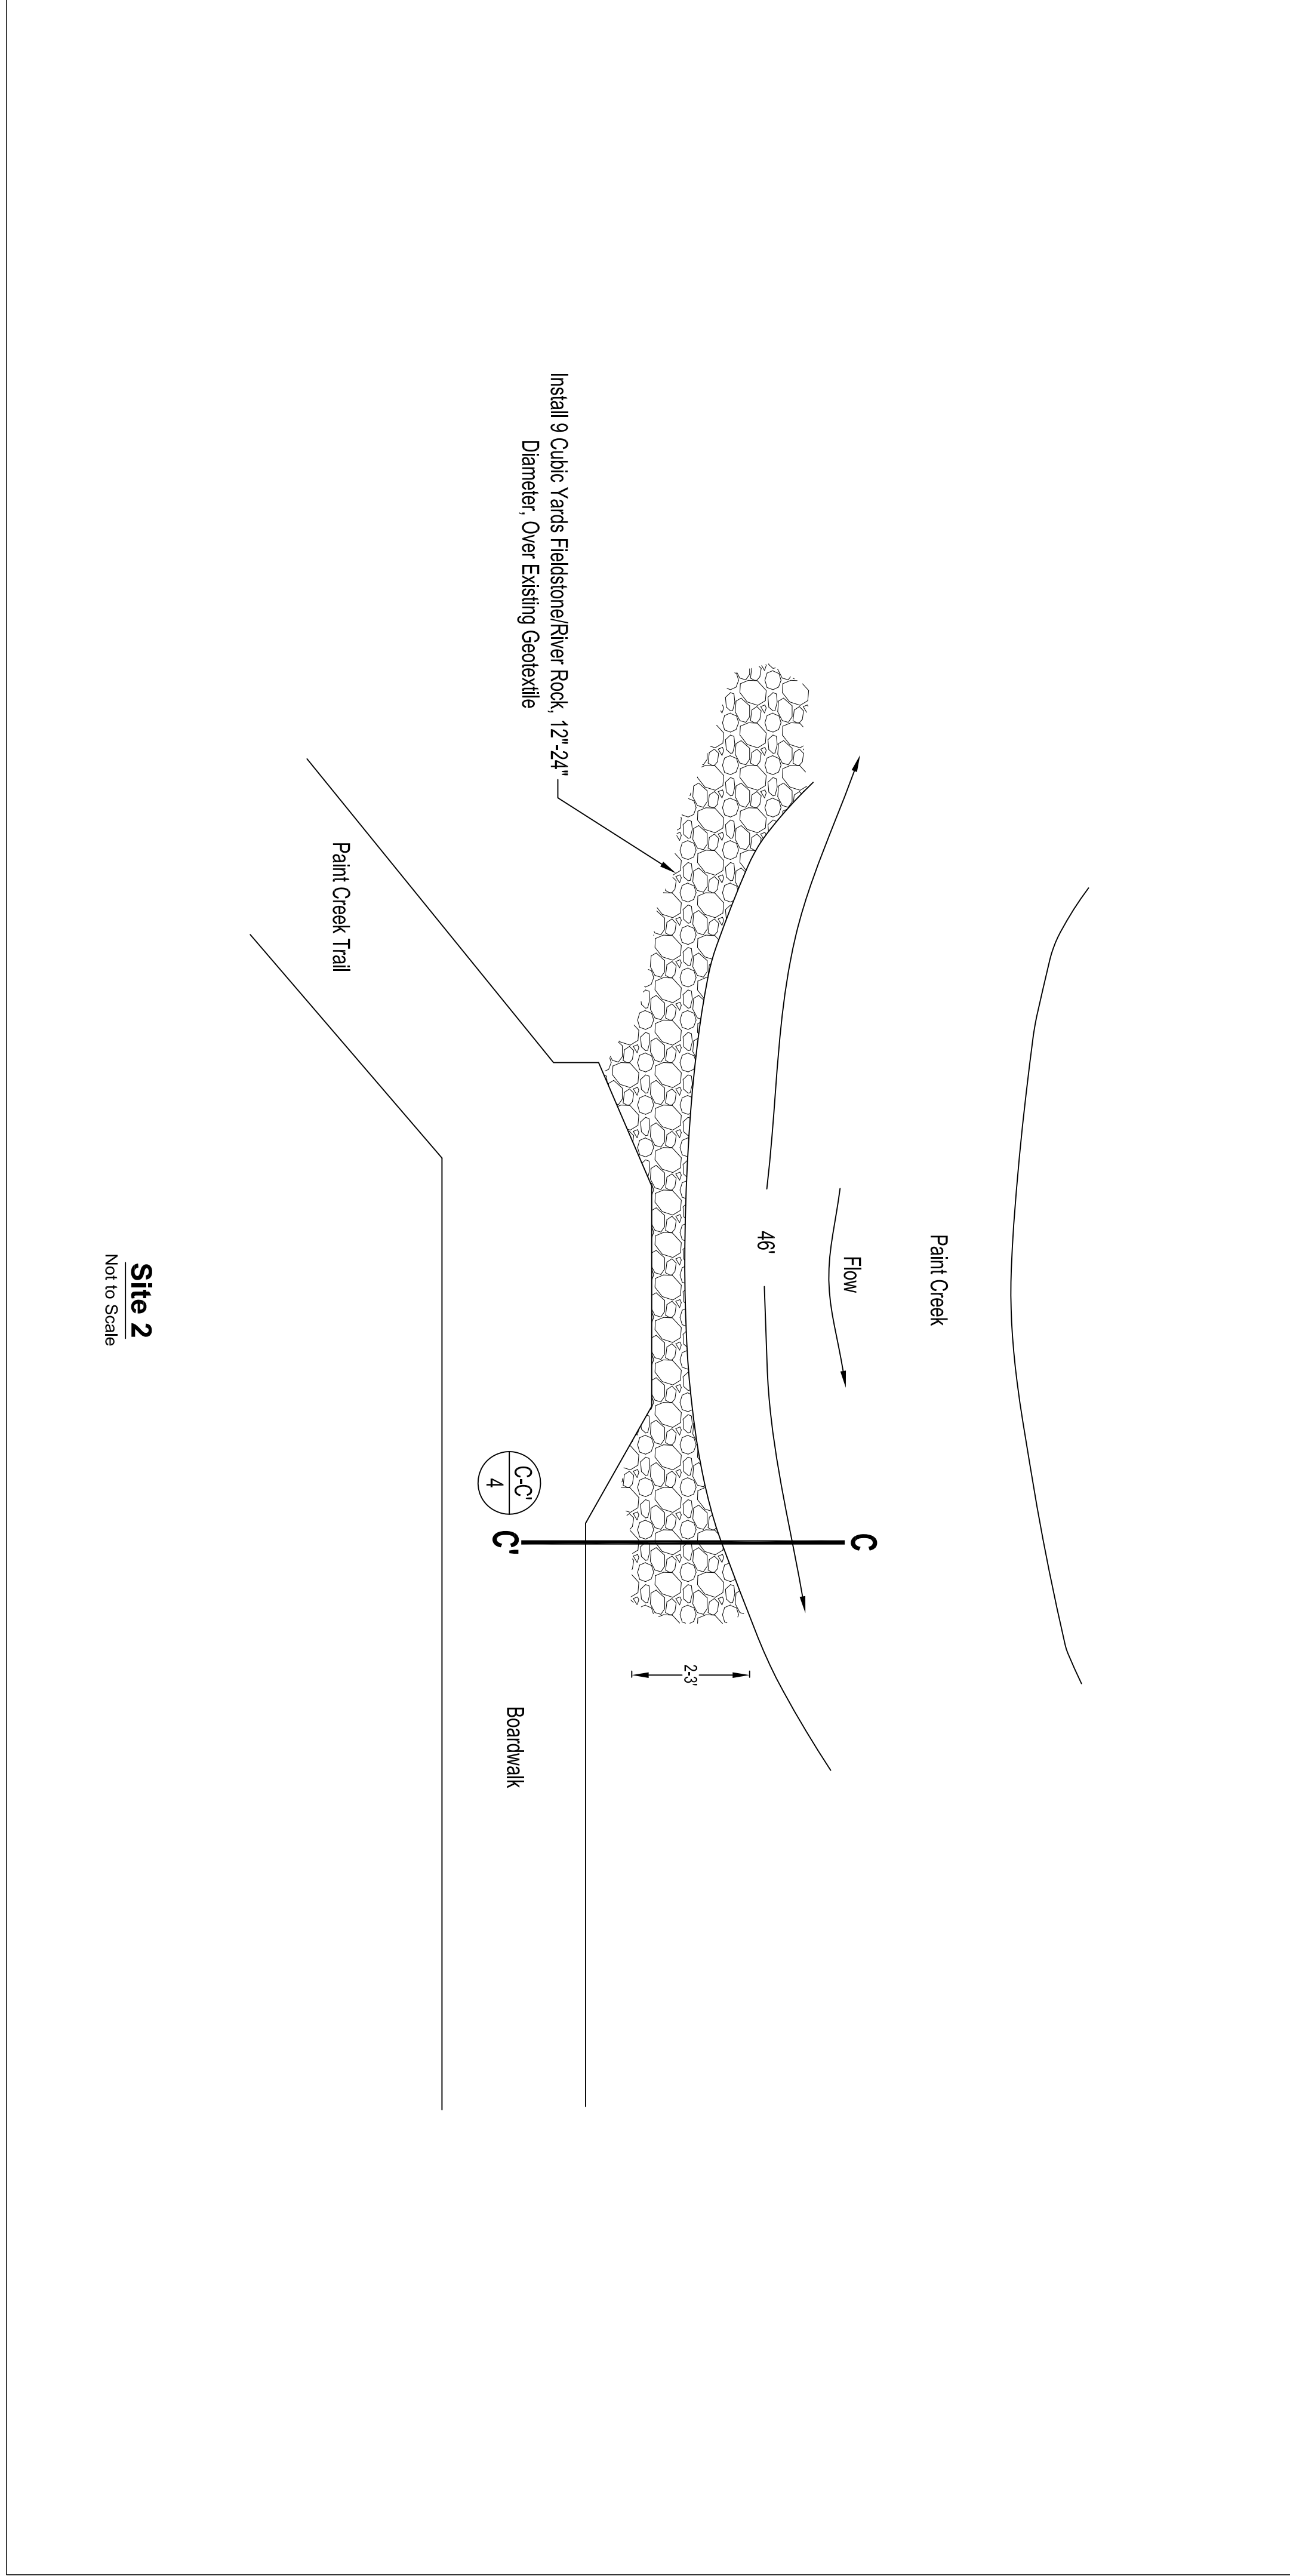 Paint Creek
Flow
46'
C
Install 9 Cubic Yards Fieldstone/River Rock, 12"-24"
Diameter, Over Existing Geotextile
2-3'
C-C'
4
C'
Boardwalk
Paint Creek Trail
Site 2
Not to Scale